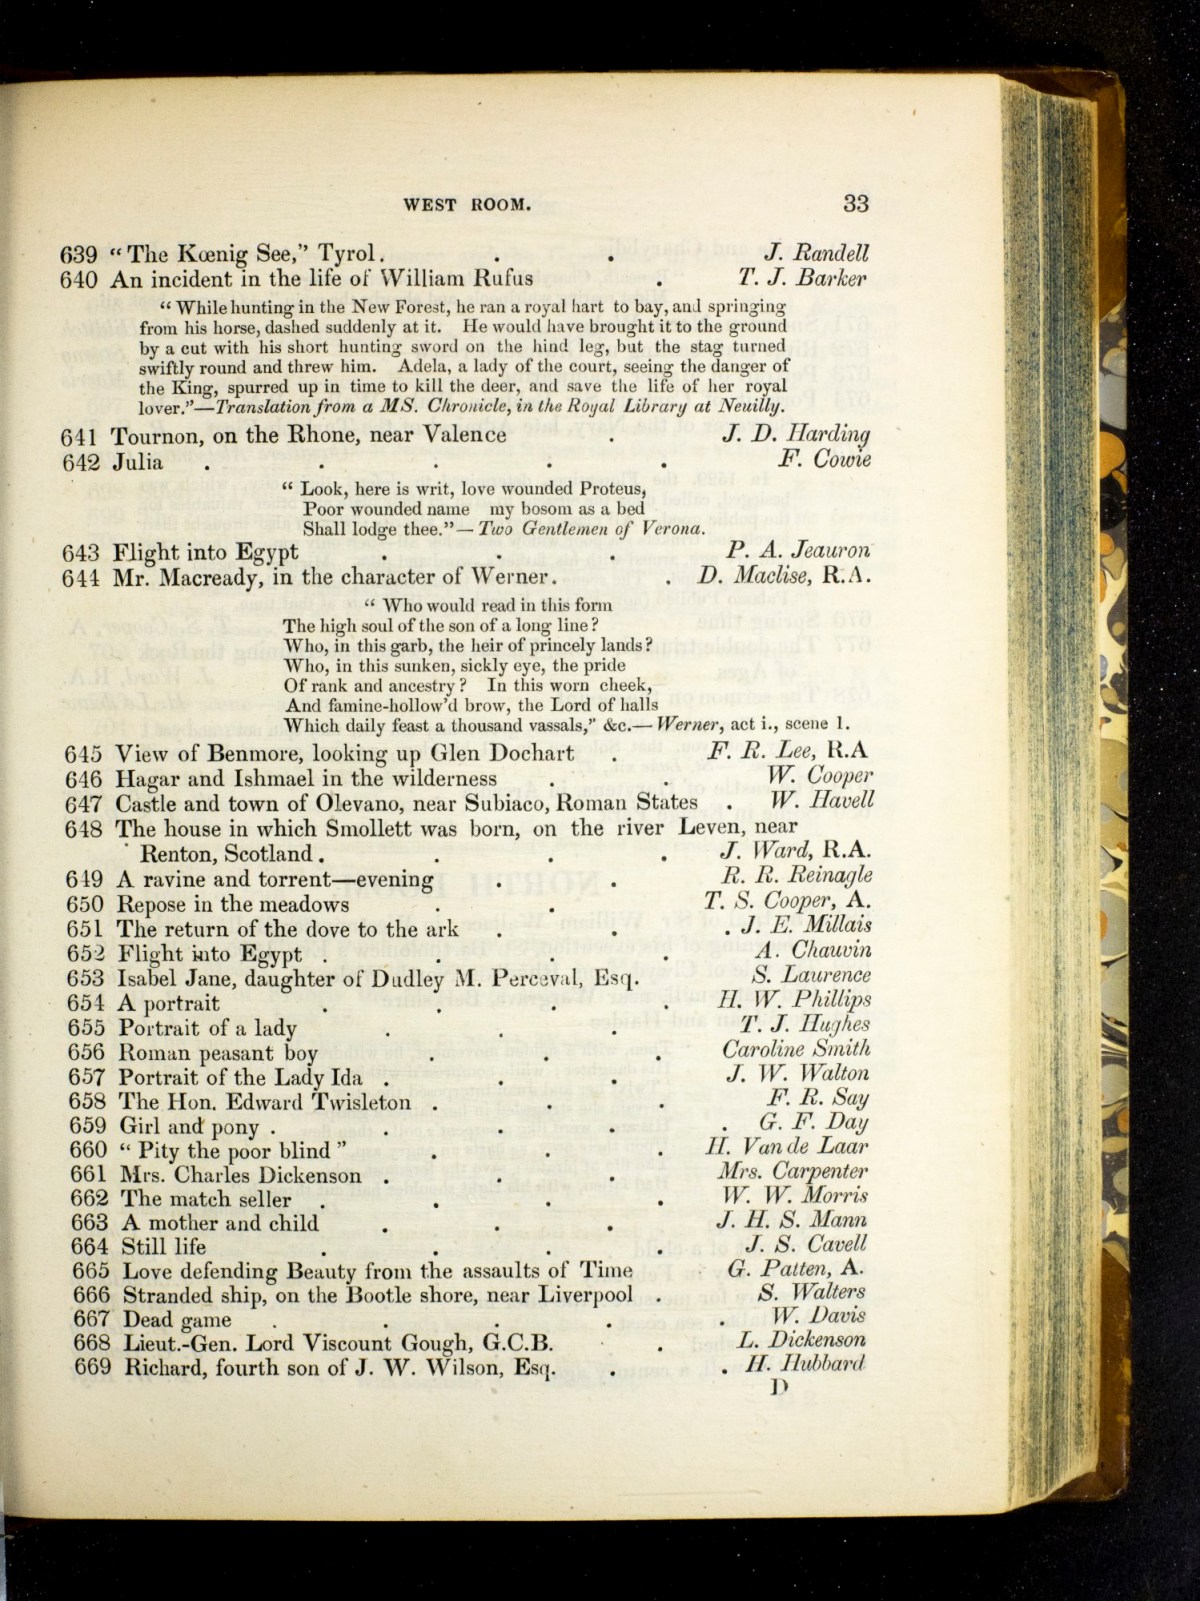 WEST ROOM. 33
639 “The Kœnig See,” Tyrol. . . J. Randell
640 An incident in the life of William Rufus . T. J. Barker
“While hunting in the New Forest, he ran a royal hart to bay, and springing
from his horse, dashed suddenly at it. He would have brought it to the ground
by a cut with his short hunting sword on the hind leg, but the stag turned
swiftly round and threw him. Adela, a lady of the court, seeing the danger of
the King, spurred up in time to kill the deer, and save the life of her royal
lover.”—Translation from a MS. Chronicle, in the Royal Library at Neuilly.
641 Tournon, on the Rhone, near Valence . J. D. Harding
642 Julia . . . . . F. Cowie
“ Look, here is writ, love wounded Proteus,
Poor wounded name my bosom as a bed
Shall lodge thee.”—Two Gentlemen of Verona.
643 Flight into Egypt . . . P. A. Jeauron
644 Mr. Macready, in the character of Werner. . D. Maclise, R.A.
“ Who would read in this form
The high soul of the son of a long line?
Who, in this garb, the heir of princely lands?
Who, in this sunken, sickly eye, the pride
Of rank and ancestry? In this worn cheek,
And famine-hollow’d brow, the Lord of halls
Which daily feast a thousand vassals,” &c.—Werner, act i., scene 1.
645 View of Benmore, looking up Glen Dochart . F. R. Lee, R.A
646 Hagar and Ishmael in the wilderness . . W. Cooper
647 Castle and town of Olevano, near Subiaco, Roman States . W. Havell
648 The house in which Smollett was born, on the river Leven, near
Renton, Scotland. . . . J. Ward, R.A.
649 A ravine and torrent—evening . . R. R. Reinagle
650 Repose in the meadows . . T. S. Cooper, A.
651 The return of the dove to the ark . . . J. E. Millais
652 Flight into Egypt . . . . A. Chauvin
653 Isabel Jane, daughter of Dudley M. Perceval, Esq. S. Laurence
654 A portrait . . . . H. W. Phillips
655 Portrait of a lady . . . T. J. Hughes
656 Roman peasant boy . . . Caroline Smith
657 Portrait of the Lady Ida . . . J. W. Walton
658 The Hon. Edward Twisleton . . . F. R. Say
659 Girl and pony . . . . . G. F. Day
660 “ Pity the poor blind ” . . . H. Van de Laar
661 Mrs. Charles Dickenson . . . Mrs. Carpenter
662 The match seller . . . . W. W. Morris
663 A mother and child . . . J. H. S. Mann
664 Still life . . . . J. S. Cavell
665 Love defending Beauty from the assaults of Time G. Patten, A.
666 Stranded ship, on the Bootle shore, near Liverpool . S. Walters
667 Dead game . . . . . W. Davis
668 Lieut.-Gen. Lord Viscount Gough, G.C.B. . L. Dickenson
669 Richard, fourth son of J. W. Wilson, Esq. . . H. Hubbard
D